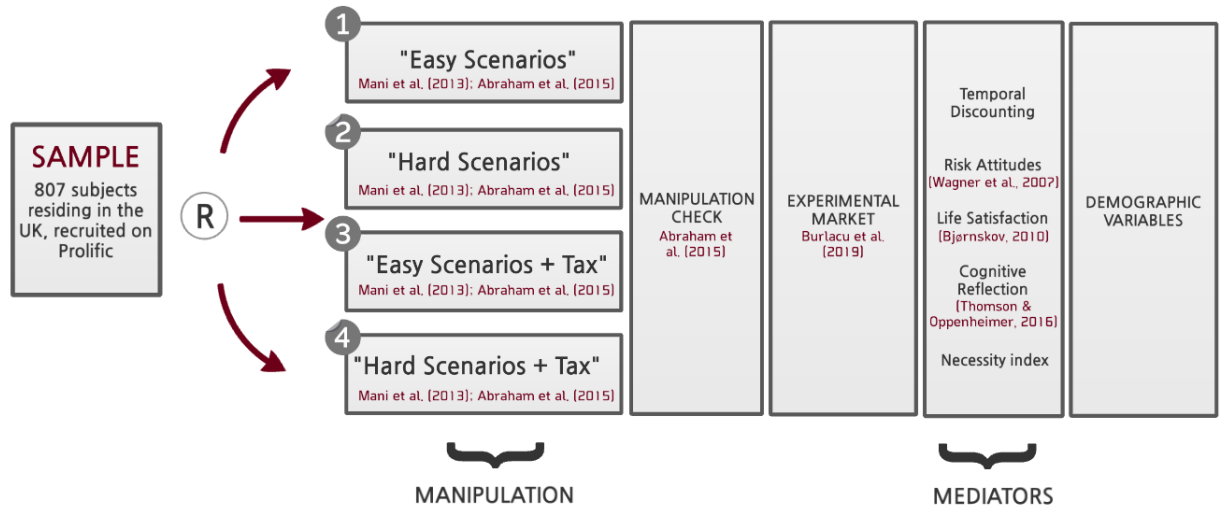 SAMPLE
807 subjects
residing in the
UK, recruited on
Prolific
R
1
"Easy Scenarios"
Mani et al. (2013); Abraham et al. (2015)
2
"Hard Scenarios"
Mani et al. (2013); Abraham et al. (2015)
3
"Easy Scenarios + Tax"
Mani et al. (2013); Abraham et al. (2015)
4
"Hard Scenarios + Tax"
Mani et al. (2013); Abraham et al. (2015)
MANIPULATION
MANIPULATION
CHECK
Abraham et
al. (2015)
EXPERIMENTAL
MARKET
Burlacu et al.
(2019)
Temporal
Discounting
Risk Attitudes
(Wagner et al., 2007)
Life Satisfaction
(Bjørnskov, 2010)
Cognitive
Reflection
(Thomson &
Oppenheimer, 2016)
Necessity index
MEDIATORS
DEMOGRAPHIC
VARIABLES